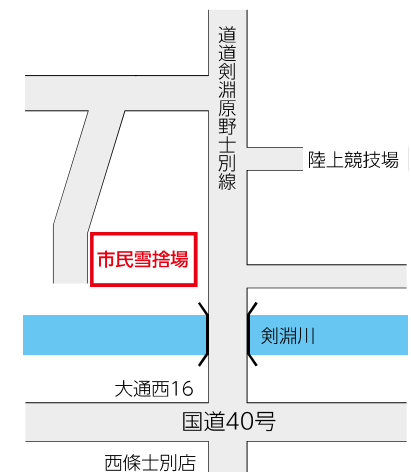 道道剣淵原野士別線
陸上競技場
市民雪捨場
剣淵川
大通西16
国道40号
西條士別店